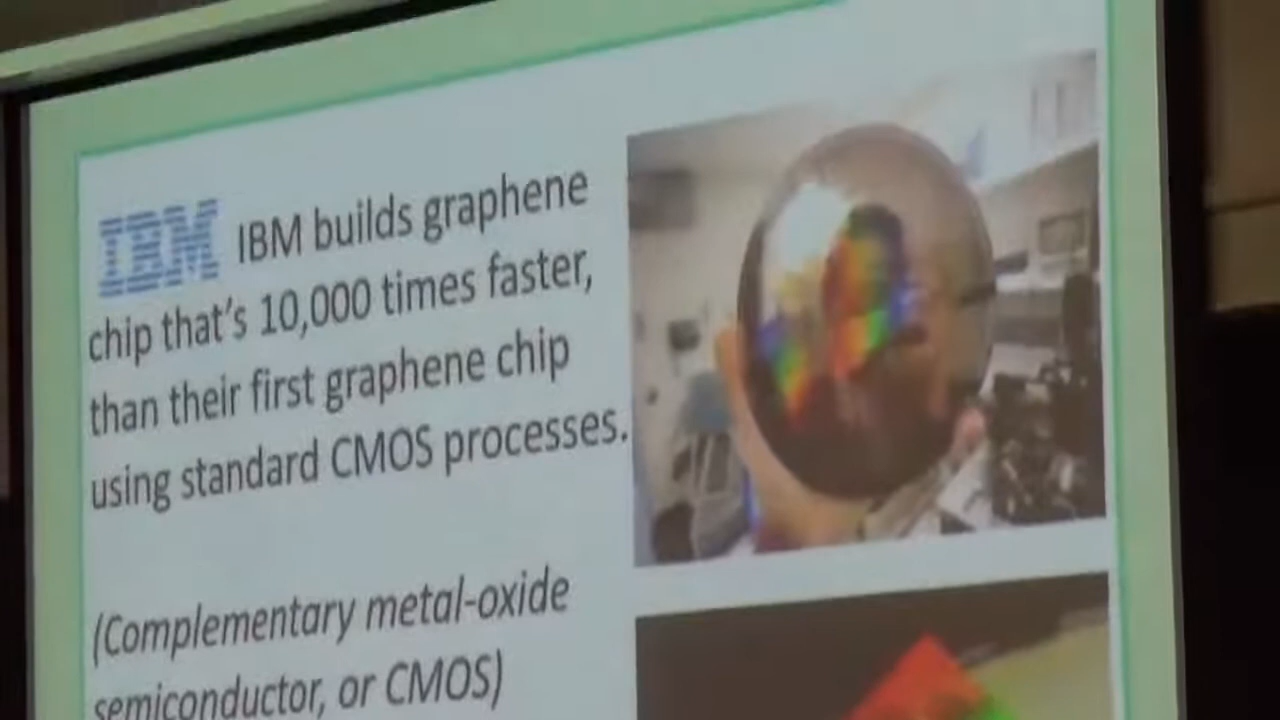 IBM IBM builds graphene
chip that's 10,000 times faster,
than their first graphene chip
using standard CMOS processes.
(Complementary metal-oxide
semiconductor, or CMOS)